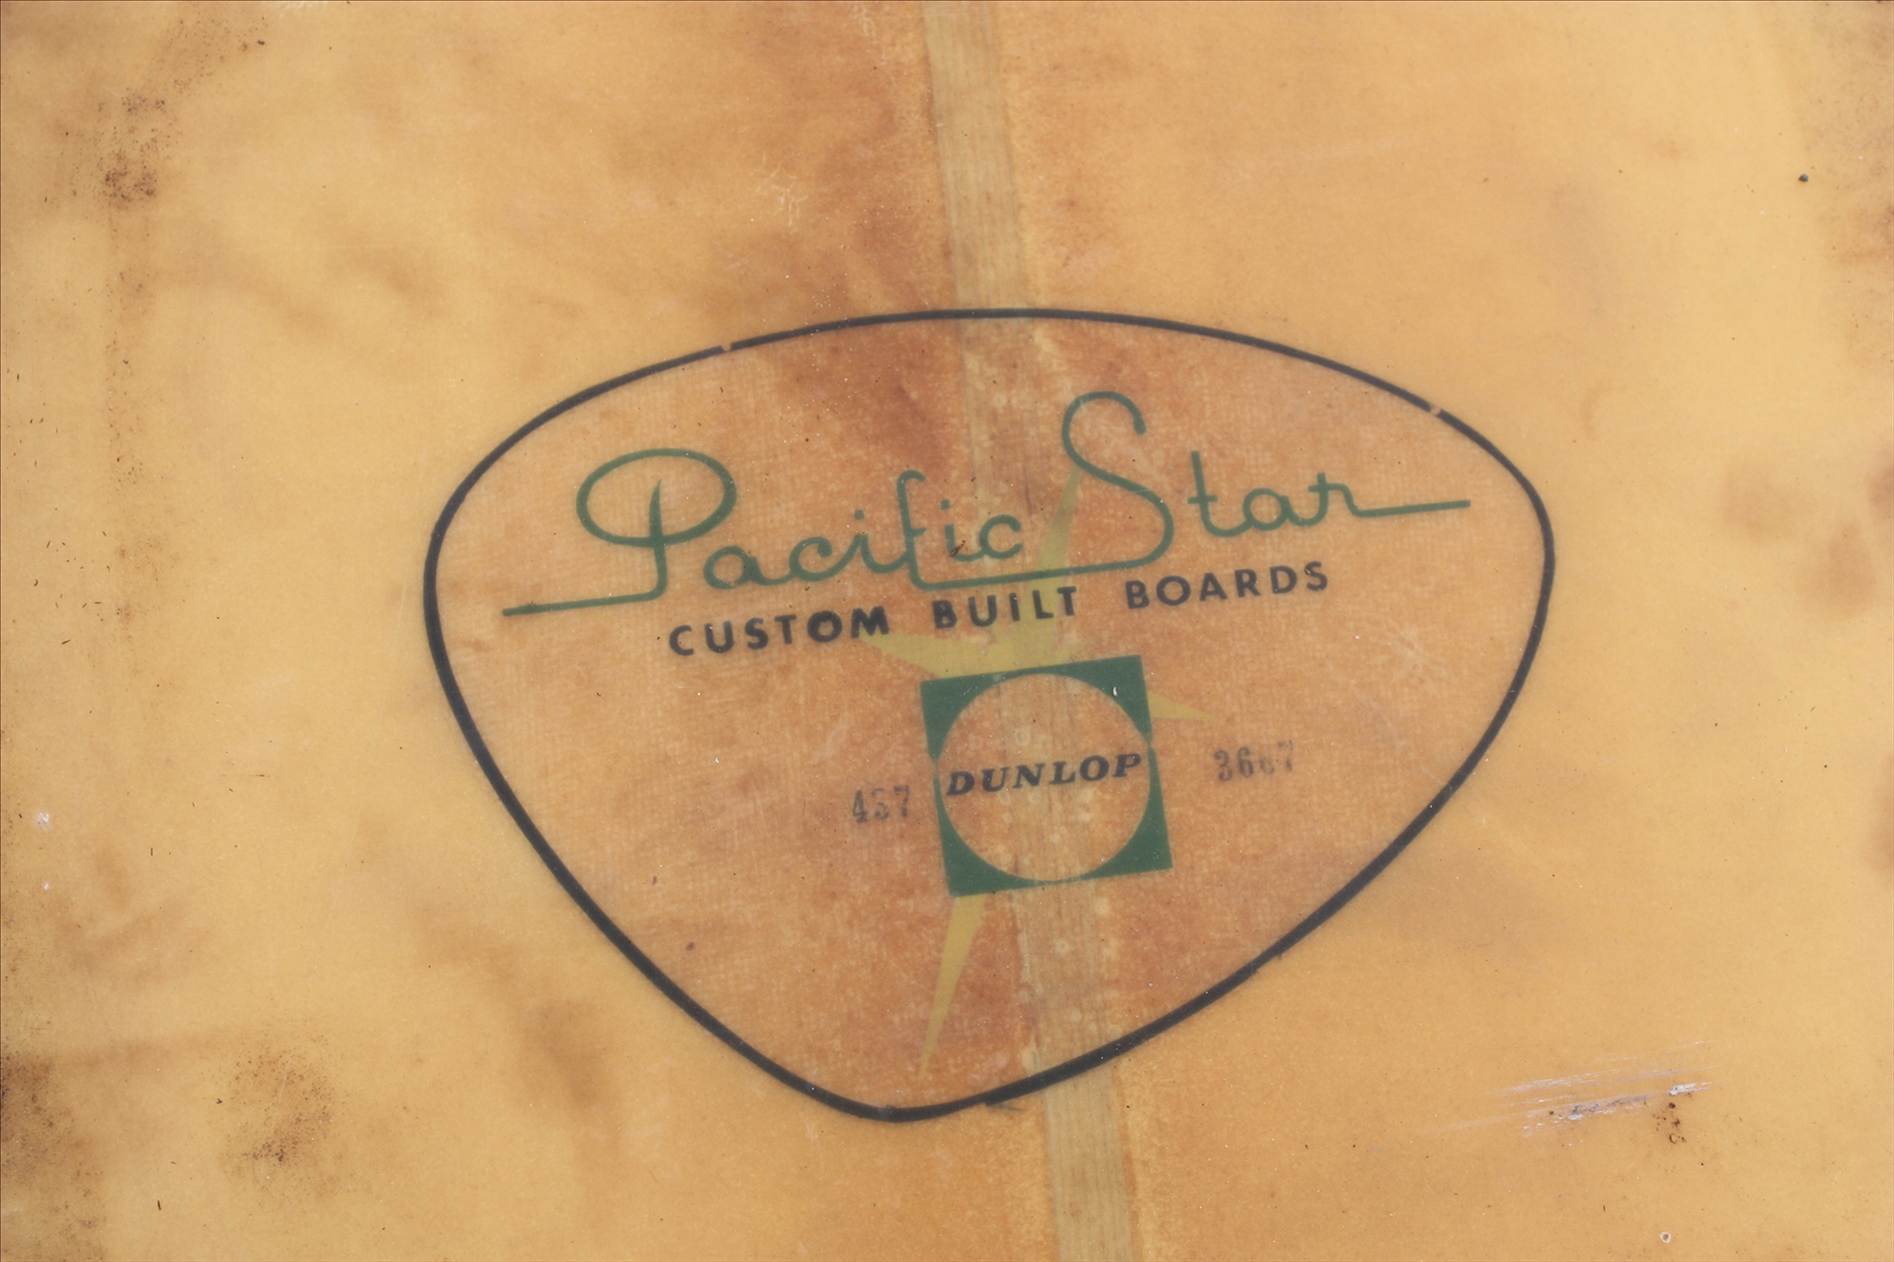 Pacific Star
CUSTOM BUILT BOARDS
DUNLOP
437